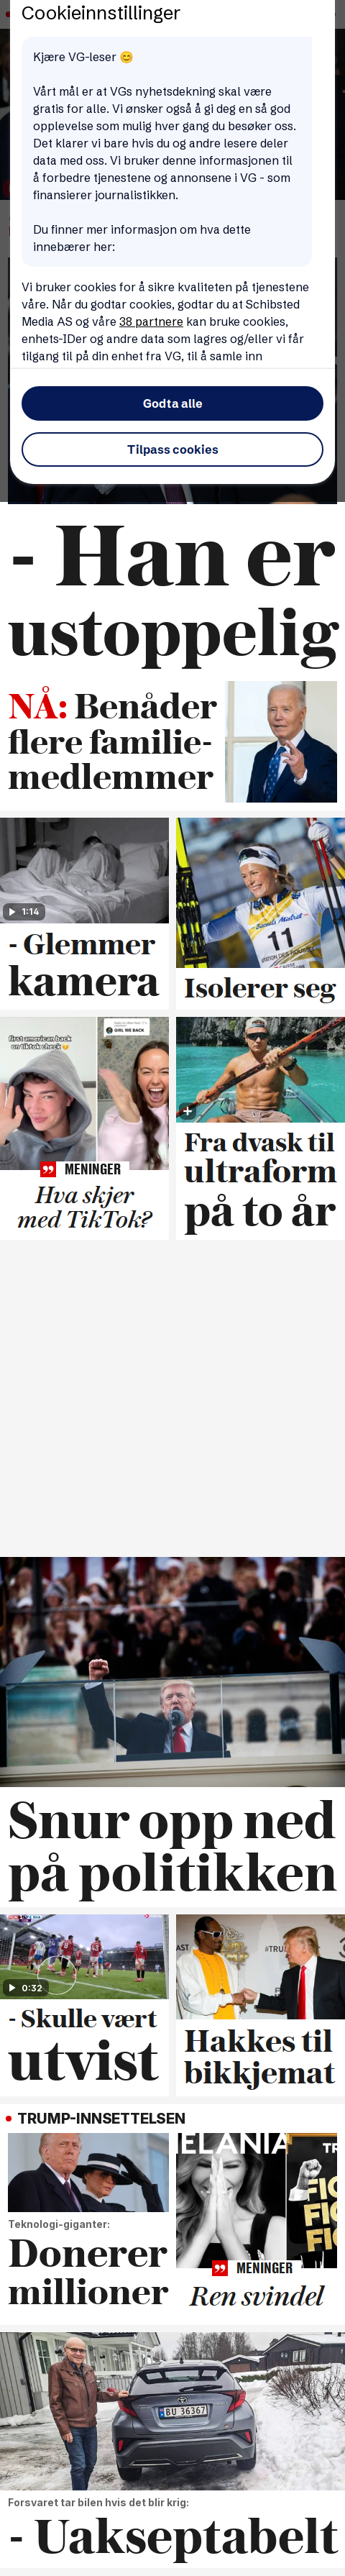 Cookieinnstillinger
Kjære VG-leser 😊
Vårt mål er at VGs nyhetsdekning skal være
gratis for alle. Vi ønsker også å gi deg en så god
opplevelse som mulig hver gang du besøker oss.
Det klarer vi bare hvis du og andre lesere deler
data med oss. Vi bruker denne informasjonen til
å forbedre tjenestene og annonsene i VG - som
finansierer journalistikken.
Du finner mer informasjon om hva dette
innebærer her:
Vi bruker cookies for å sikre kvaliteten på tjenestene
våre. Når du godtar cookies, godtar du at Schibsted
Media AS og våre 38 partnere kan bruke cookies,
enhets-IDer og andre data som lagres og/eller vi får
tilgang til på din enhet fra VG, til å samle inn
Godta alle
Tilpass cookies
- Han er
ustoppelig
NÅ: Benåder
flere familie-
medlemmer
1:14
- Glemmer
kamera
11
Isolerer seg
first american back
on tiktok check 😏
GIRL WE BACK
MENINGER
Hva skjer
med TikTok?
Fra dvask til
ultraform
på to år
Snur opp ned
på politikken
0:32
- Skulle vært
utvist
Hakkes til
bikkjemat
TRUMP-INNSETTELSEN
Teknologi-giganter:
Donerer
millioner
MELANIA
FIG
FIG
MENINGER
Ren svindel
BU 36367
Forsvaret tar bilen hvis det blir krig:
- Uakseptabelt